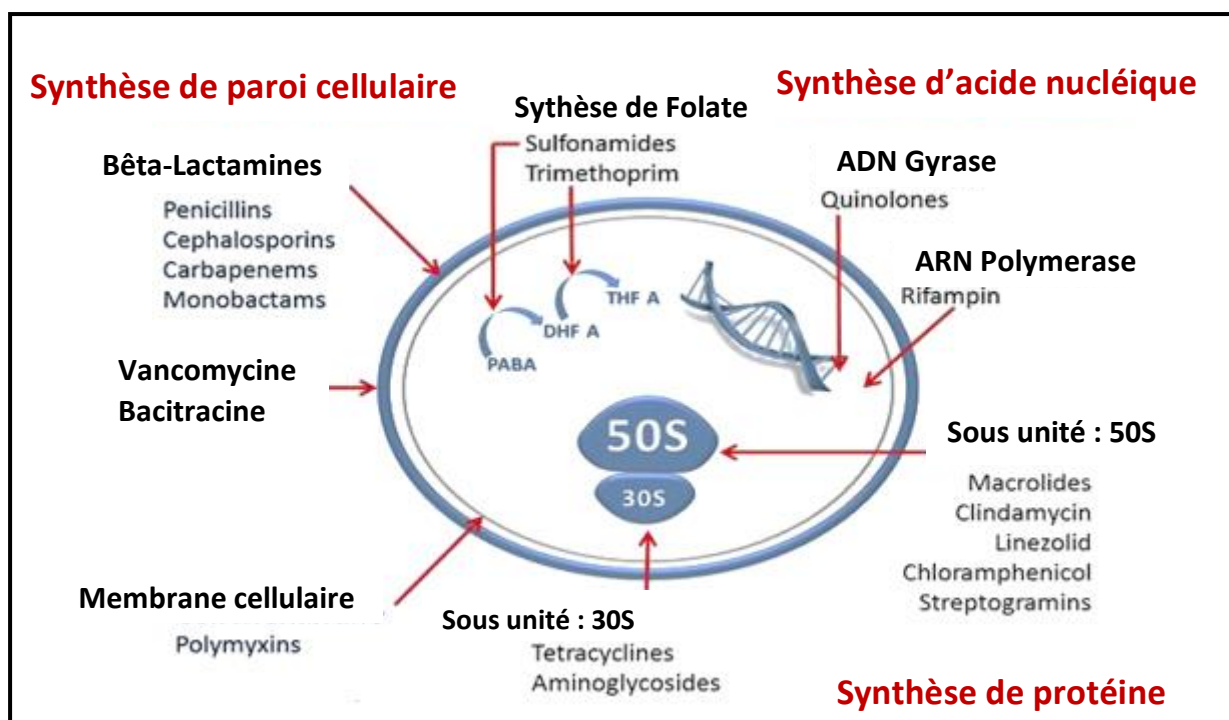 Synthèse de paroi cellulaire
Synthèse d'acide nucléique
Sythèse de Folate
Sulfonamides
Trimethoprim
Bêta-Lactamines
Penicillins
Cephalosporins
Carbapenems
Monobactams
ADN Gyrase
Quinolones
ARN Polymerase
Rifampin
THF A
DHF A
PABA
Vancomycine
Bacitracine
50S
30S
Sous unité : 50S
Macrolides
Clindamycin
Linezolid
Chloramphenicol
Streptogramins
Membrane cellulaire
Polymyxins
Sous unité : 30S
Tetracyclines
Aminoglycosides
Synthèse de protéine